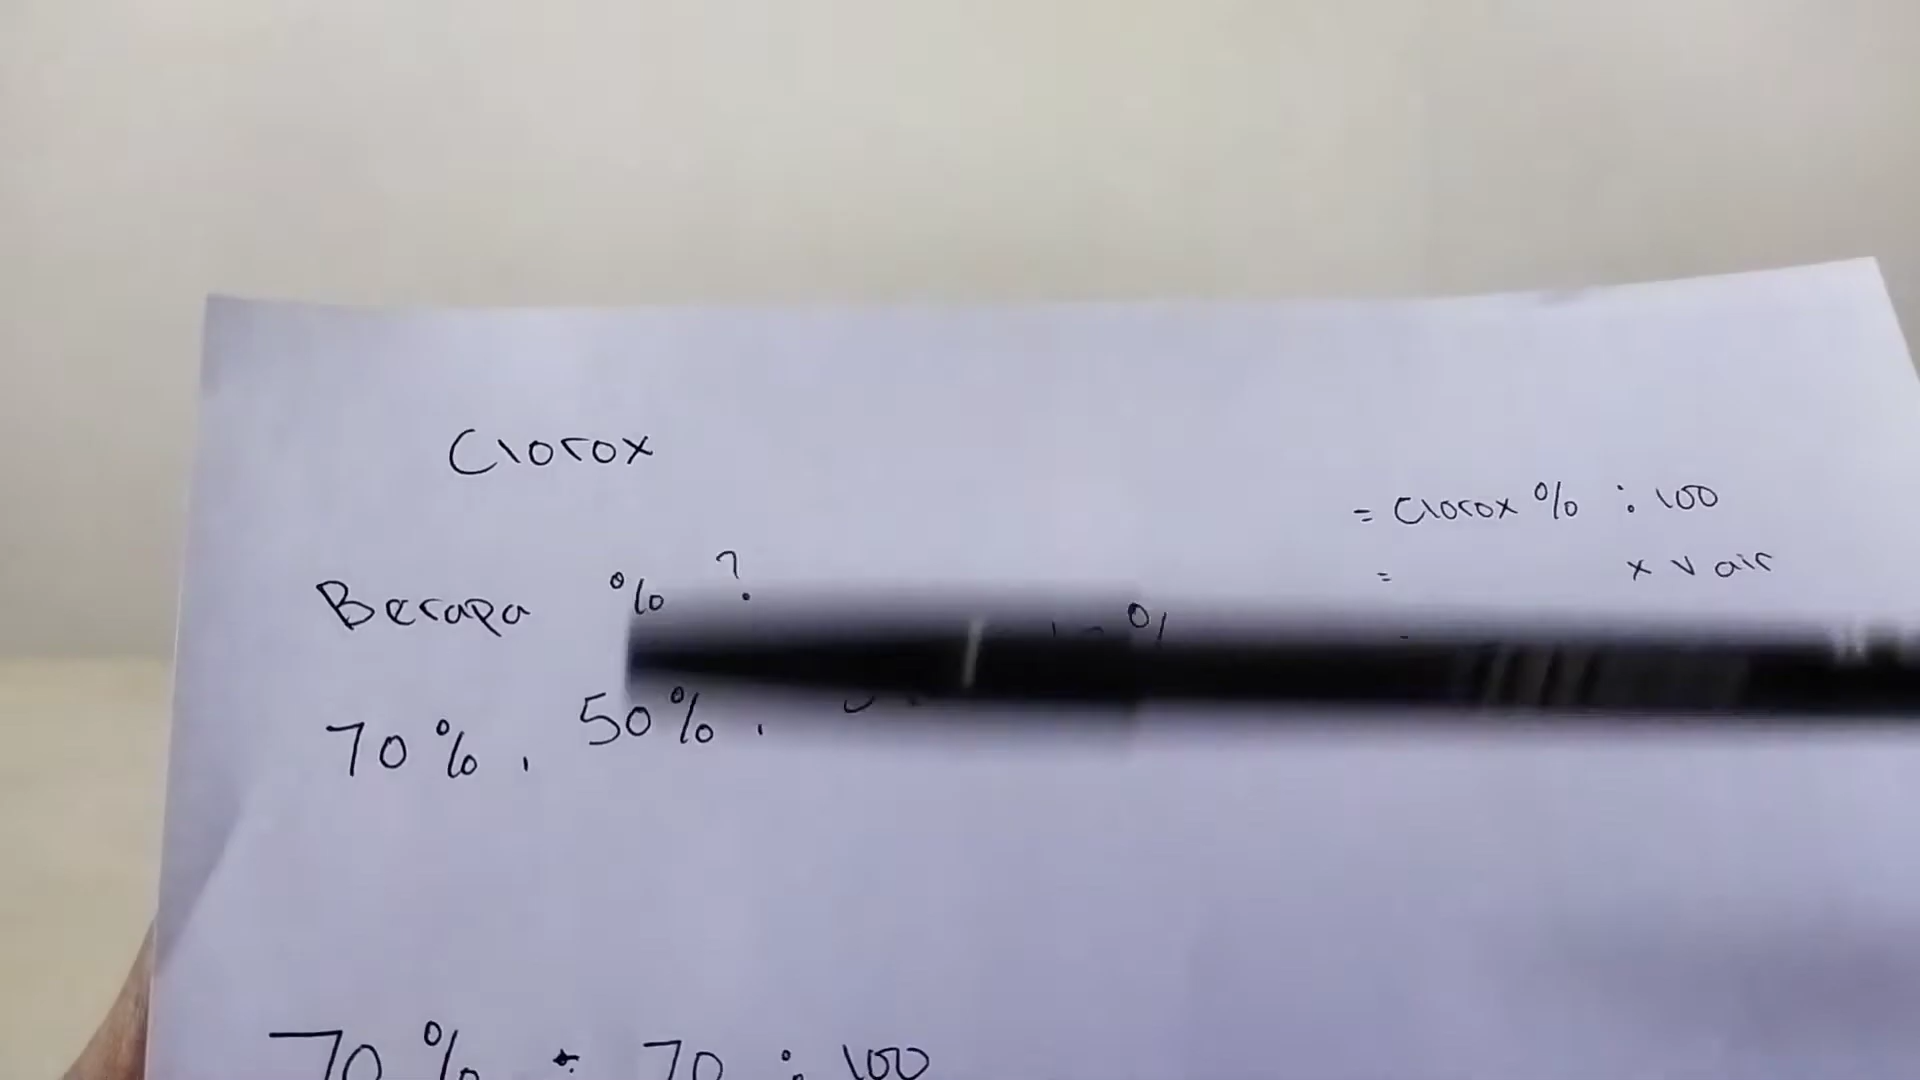 Clorox
Berapa % ?
70%, 50%,
= Clorox % : 100
= x V air
70% = 70 : 100